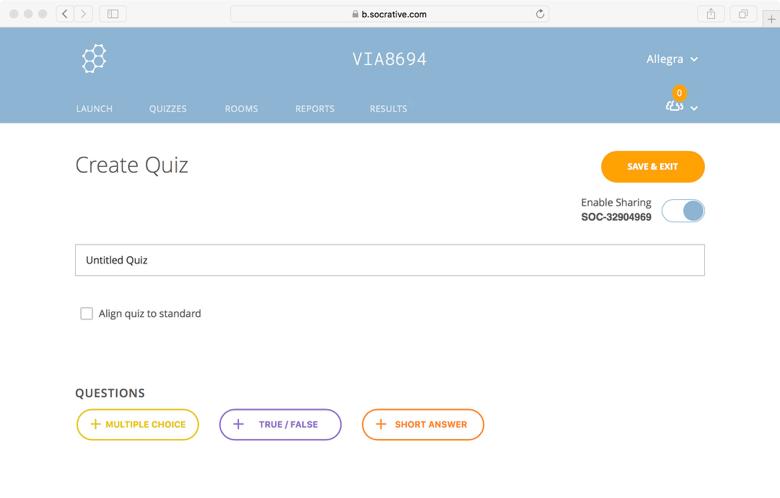 b.socrative.com
VIA8694
Allegra
0
LAUNCH QUIZZES ROOMS REPORTS RESULTS
Create Quiz
SAVE & EXIT
Enable Sharing
SOC-32904969
Untitled Quiz
Align quiz to standard
QUESTIONS
+ MULTIPLE CHOICE + TRUE / FALSE + SHORT ANSWER